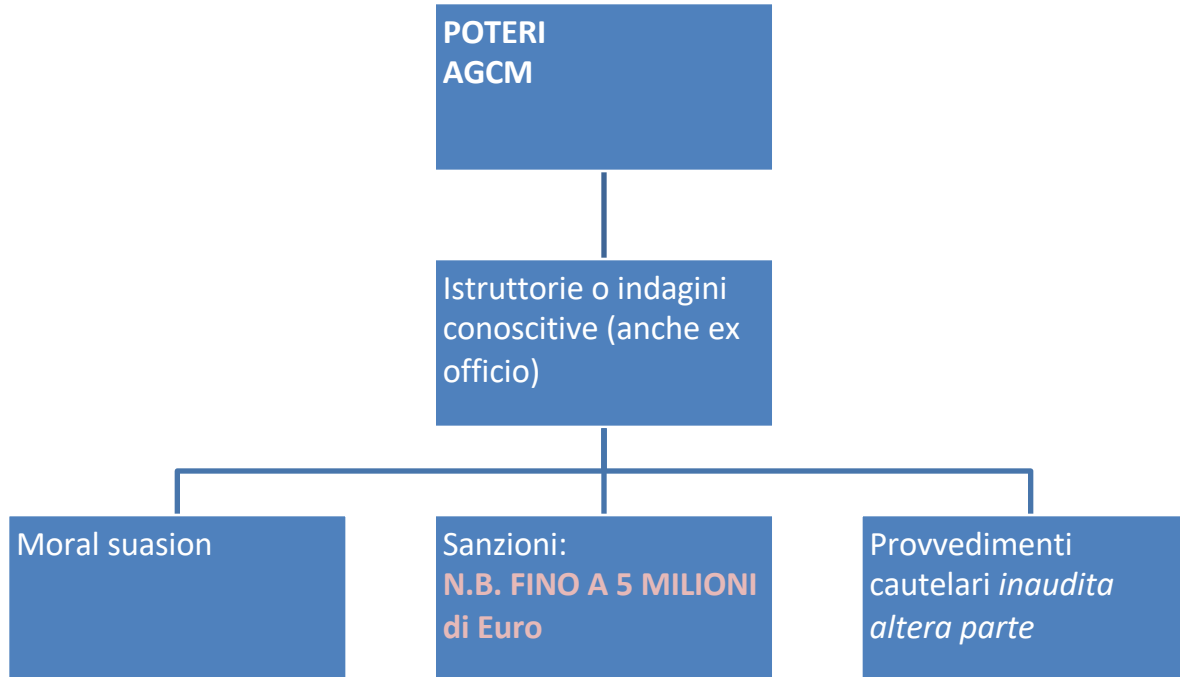 POTERI
AGCM
Istruttorie o indagini
conoscitive (anche ex
officio)
Moral suasion
Sanzioni:
N.B. FINO A 5 MILIONI
di Euro
Provvedimenti
cautelari inaudita
altera parte